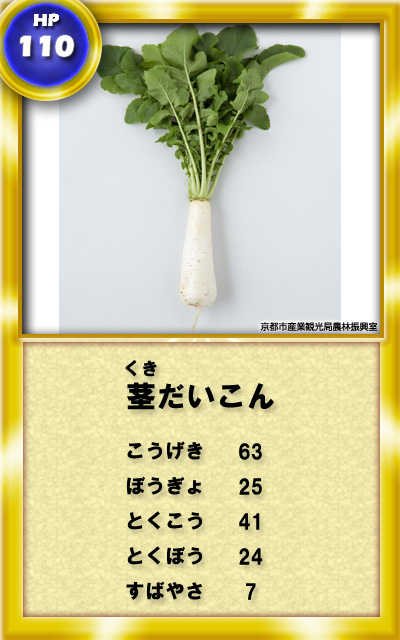 HP
110
京都市産業観光局農林振興室
くき
茎だいこん
こうげき 63
ぼうぎょ 25
とくこう 41
とくぼう 24
すばやさ 7